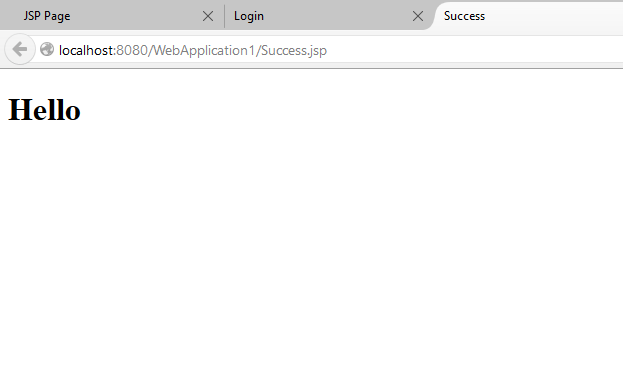 JSP Page Login Success
localhost:8080/WebApplication1/Success.jsp
Hello